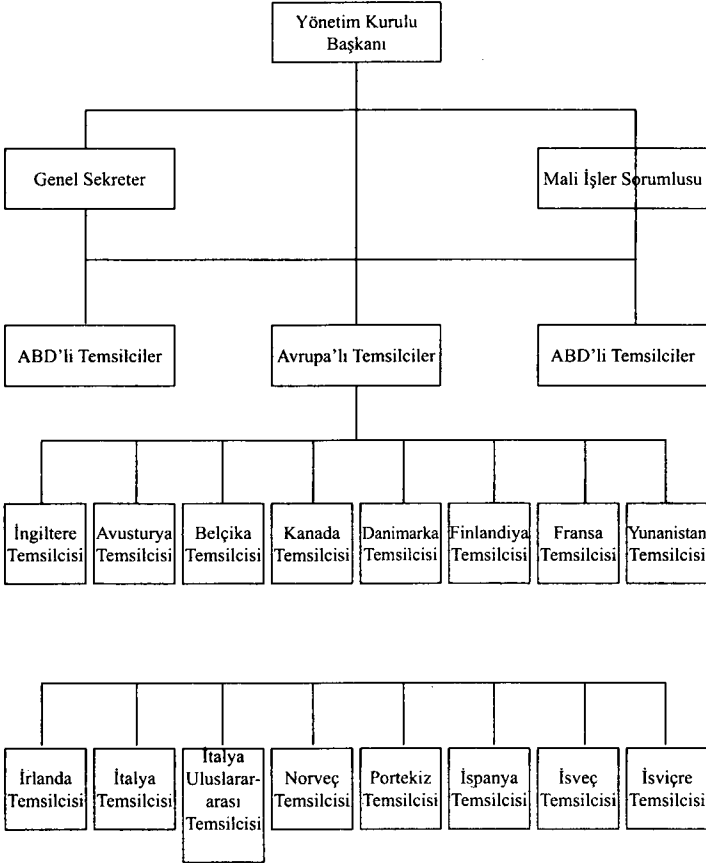 Yönetim Kurulu
Başkanı
Genel Sekreter
Mali İşler Sorumlusu
ABD'li Temsilciler
Avrupa'lı Temsilciler
ABD'li Temsilciler
İngiltere
Temsilcisi
Avusturya
Temsilcisi
Belçika
Temsilcisi
Kanada
Temsilcisi
Danimarka
Temsilcisi
Finlandiya
Temsilcisi
Fransa
Temsilcisi
Yunanistan
Temsilcisi
İrlanda
Temsilcisi
İtalya
Temsilcisi
İtalya
Uluslarar-
arası
Temsilcisi
Norveç
Temsilcisi
Portekiz
Temsilcisi
İspanya
Temsilcisi
İsveç
Temsilcisi
İsviçre
Temsilcisi